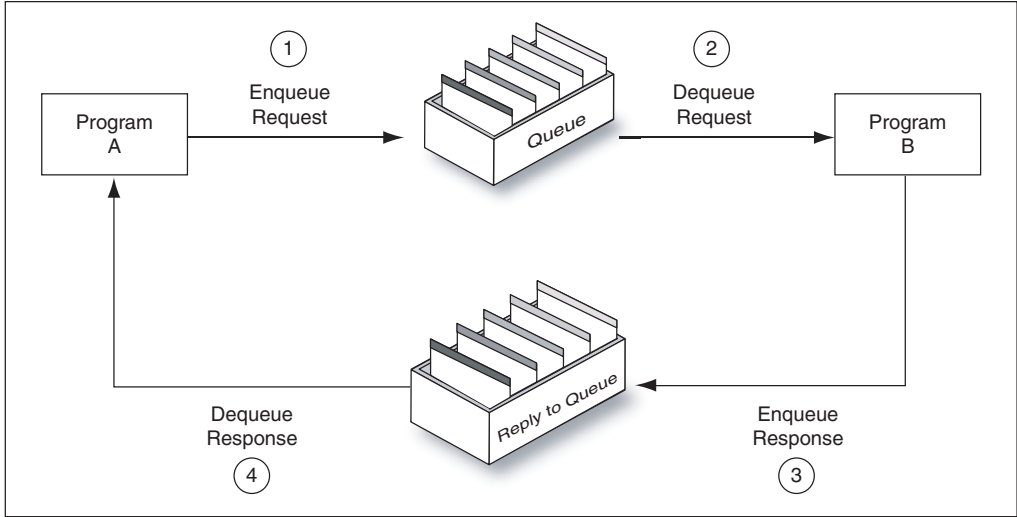 1
Enqueue
Request
2
Dequeue
Request
Program
A
Queue
Program
B
Reply to Queue
Dequeue
Response
4
Enqueue
Response
3